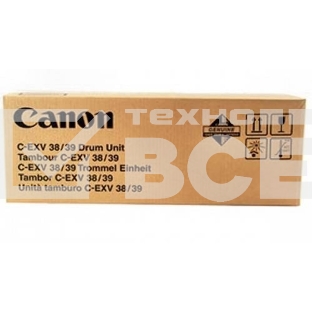 Canon
C-EXV 38/39 Drum Unit
Tambour C-EXV 38/39
C-EXV 38/39 Trommel Einheit
Tambor C-EXV 38/39
Unità tamburo C-EXV 38/39
GENUINE
ВСЕ